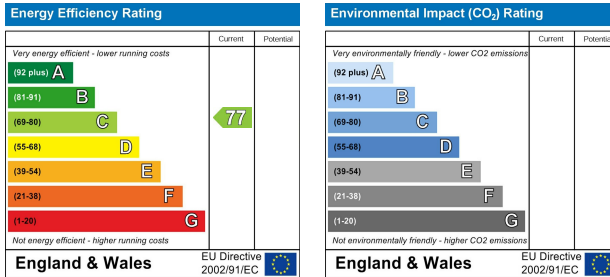 Energy Efficiency Rating
Current Potential
Very energy efficient - lower running costs
(92 plus) A
(81-91) B
(69-80) C
77
(55-68) D
(39-54) E
(21-38) F
(1-20) G
Not energy efficient - higher running costs
England & Wales
EU Directive
2002/91/EC
Environmental Impact (CO₂) Rating
Current Potential
Very environmentally friendly - lower CO2 emissions
(92 plus) A
(81-91) B
(69-80) C
(55-68) D
(39-54) E
(21-38) F
(1-20) G
Not environmentally friendly - higher CO2 emissions
England & Wales
EU Directive
2002/91/EC